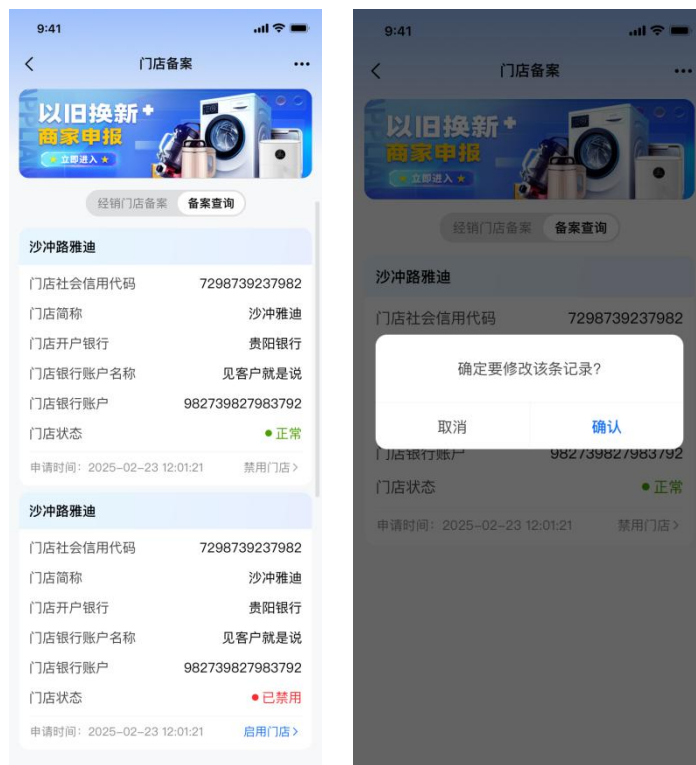 9:41
门店备案
以旧换新+
商家申报
★ 立即进入 ★
经销门店备案 备案查询
沙冲路雅迪
门店社会信用代码 7298739237982
门店简称 沙冲雅迪
门店开户银行 贵阳银行
门店银行账户名称 见客户就是说
门店银行账户 982739827983792
门店状态 正常
申请时间: 2025-02-23 12:01:21 禁用门店>
沙冲路雅迪
门店社会信用代码 7298739237982
门店简称 沙冲雅迪
门店开户银行 贵阳银行
门店银行账户名称 见客户就是说
门店银行账户 982739827983792
门店状态 已禁用
申请时间: 2025-02-23 12:01:21 启用门店>
9:41
门店备案
以旧换新+
商家申报
★ 立即进入 ★
经销门店备案 备案查询
沙冲路雅迪
门店社会信用代码 7298739237982
确定要修改该条记录?
取消 确认
门店银行账户 982739827983792
门店状态 正常
申请时间: 2025-02-23 12:01:21 禁用门店>